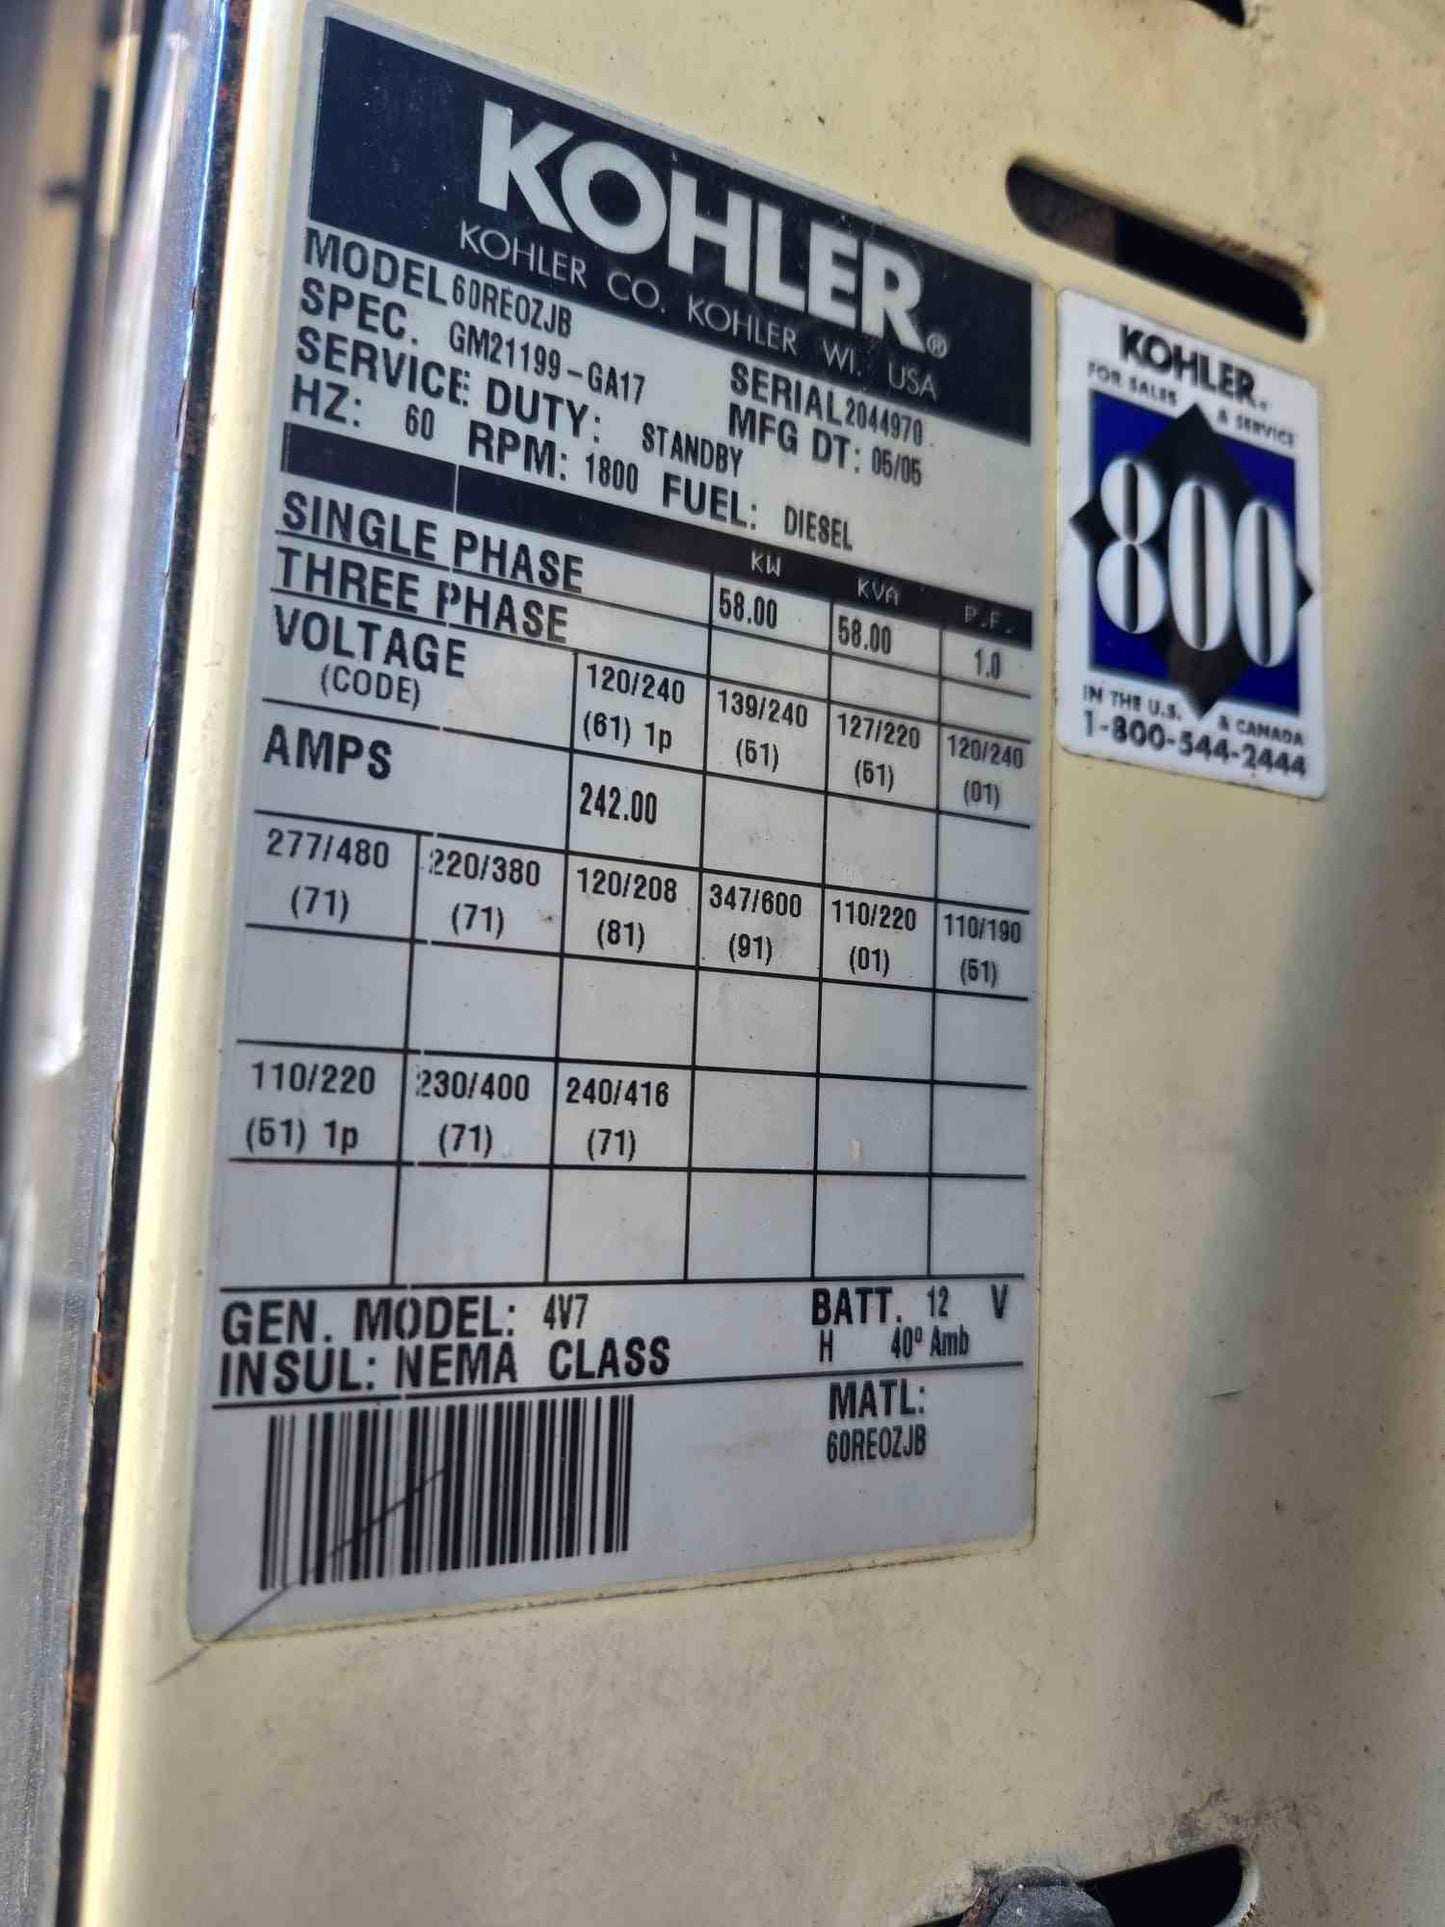 KOHLER®
KOHLER CO. KOHLER WI. USA
MODEL 60REOZJB SERIAL 2044970
SPEC. GM21199-GA17 MFG DT: 05/05
SERVICE DUTY: STANDBY
HZ: 60 RPM: 1800 FUEL: DIESEL
KW KVA P.F.
SINGLE PHASE 58.00 58.00 1.0
THREE PHASE
VOLTAGE 120/240 139/240 127/220 120/240
(CODE) (61) 1p (51) (61) (01)
AMPS 242.00
277/480 220/380 120/208 347/600 110/220 110/190
(71) (71) (81) (91) (01) (61)
110/220 230/400 240/416
(61) 1p (71) (71)
GEN. MODEL: 4V7 BATT. 12 V
INSUL: NEMA CLASS H 40º Amb
MATL:
60REOZJB
KOHLER®
FOR SALES & SERVICE
800
IN THE U.S. & CANADA
1-800-544-2444